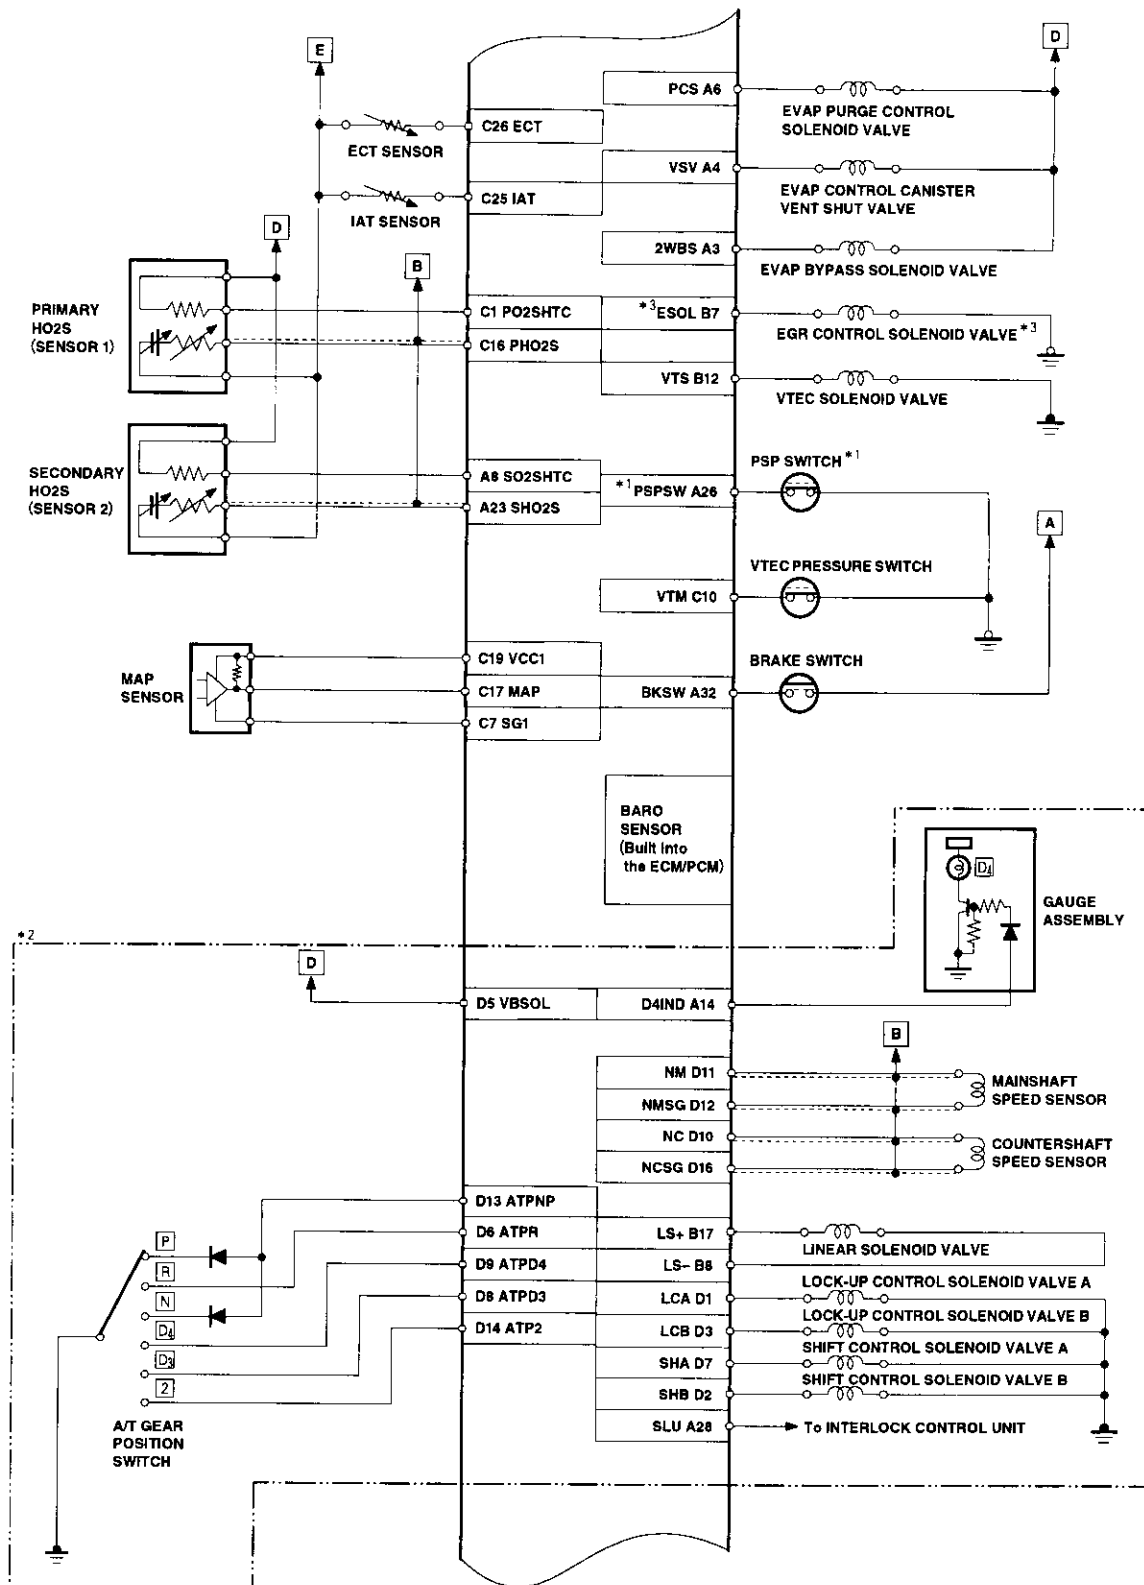 E
D
PCS A6
EVAP PURGE CONTROL
SOLENOID VALVE
C26 ECT
ECT SENSOR
VSV A4
EVAP CONTROL CANISTER
VENT SHUT VALVE
C25 IAT
IAT SENSOR
D
B
2WBS A3
EVAP BYPASS SOLENOID VALVE
PRIMARY
HO2S
(SENSOR 1)
C1 PO2SHTC
C16 PHO2S
*3 ESOL B7
EGR CONTROL SOLENOID VALVE *3
VTS B12
VTEC SOLENOID VALVE
SECONDARY
HO2S
(SENSOR 2)
A8 SO2SHTC
A23 SHO2S
PSP SWITCH *1
*1 PSPSW A26
A
VTEC PRESSURE SWITCH
VTM C10
MAP
SENSOR
C19 VCC1
C17 MAP
C7 SG1
BRAKE SWITCH
BKSW A32
BARO
SENSOR
(Built into
the ECM/PCM)
D4
GAUGE
ASSEMBLY
*2
D
D5 VBSOL
D4IND A14
B
NM D11
NMSG D12
MAINSHAFT
SPEED SENSOR
NC D10
NCSG D16
COUNTERSHAFT
SPEED SENSOR
D13 ATPNP
D6 ATPR
D9 ATPD4
D8 ATPD3
D14 ATP2
P
R
N
D4
D3
2
A/T GEAR
POSITION
SWITCH
LS+ B17
LINEAR SOLENOID VALVE
LS– B8
LOCK-UP CONTROL SOLENOID VALVE A
LCA D1
LOCK-UP CONTROL SOLENOID VALVE B
LCB D3
SHIFT CONTROL SOLENOID VALVE A
SHA D7
SHIFT CONTROL SOLENOID VALVE B
SHB D2
SLU A28
To INTERLOCK CONTROL UNIT